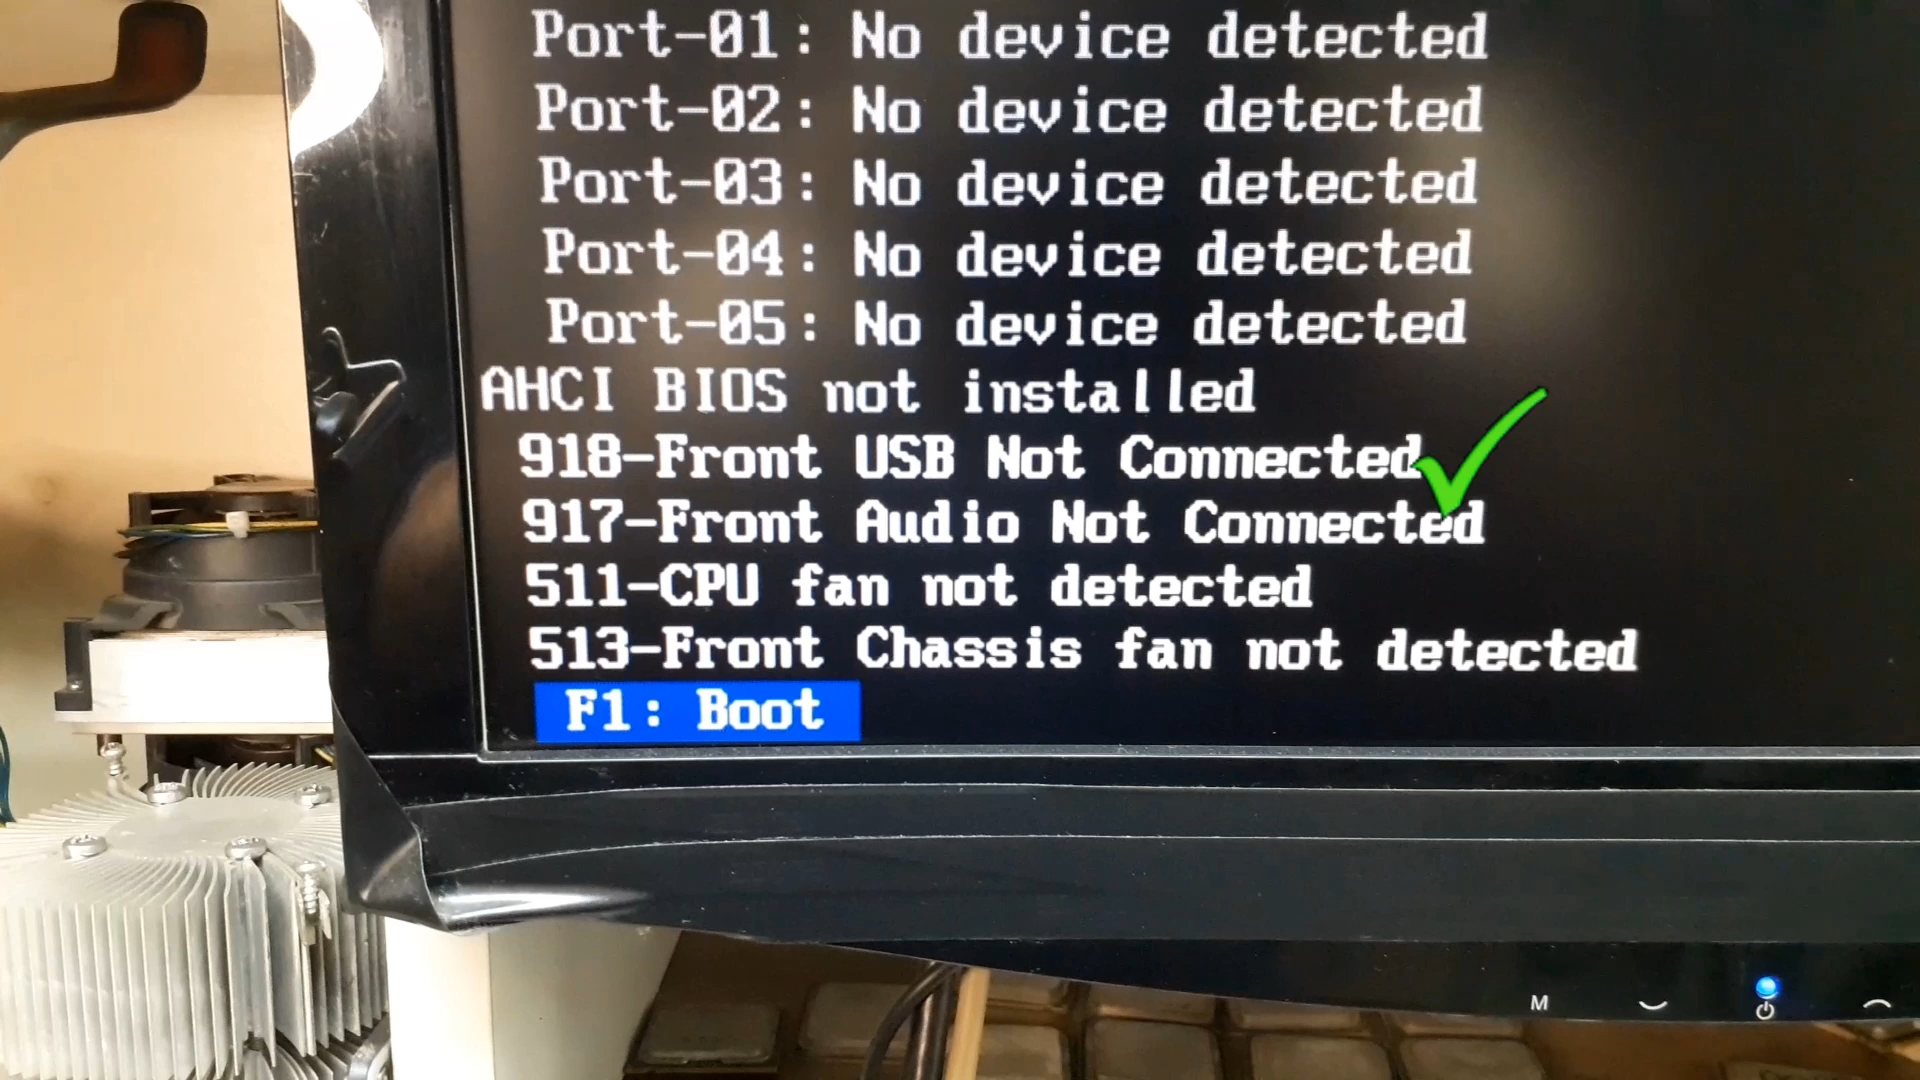 Port-01: No device detected
Port-02: No device detected
Port-03: No device detected
Port-04: No device detected
Port-05: No device detected
AHCI BIOS not installed
918-Front USB Not Connected
917-Front Audio Not Connected
511-CPU fan not detected
513-Front Chassis fan not detected
F1: Boot
M